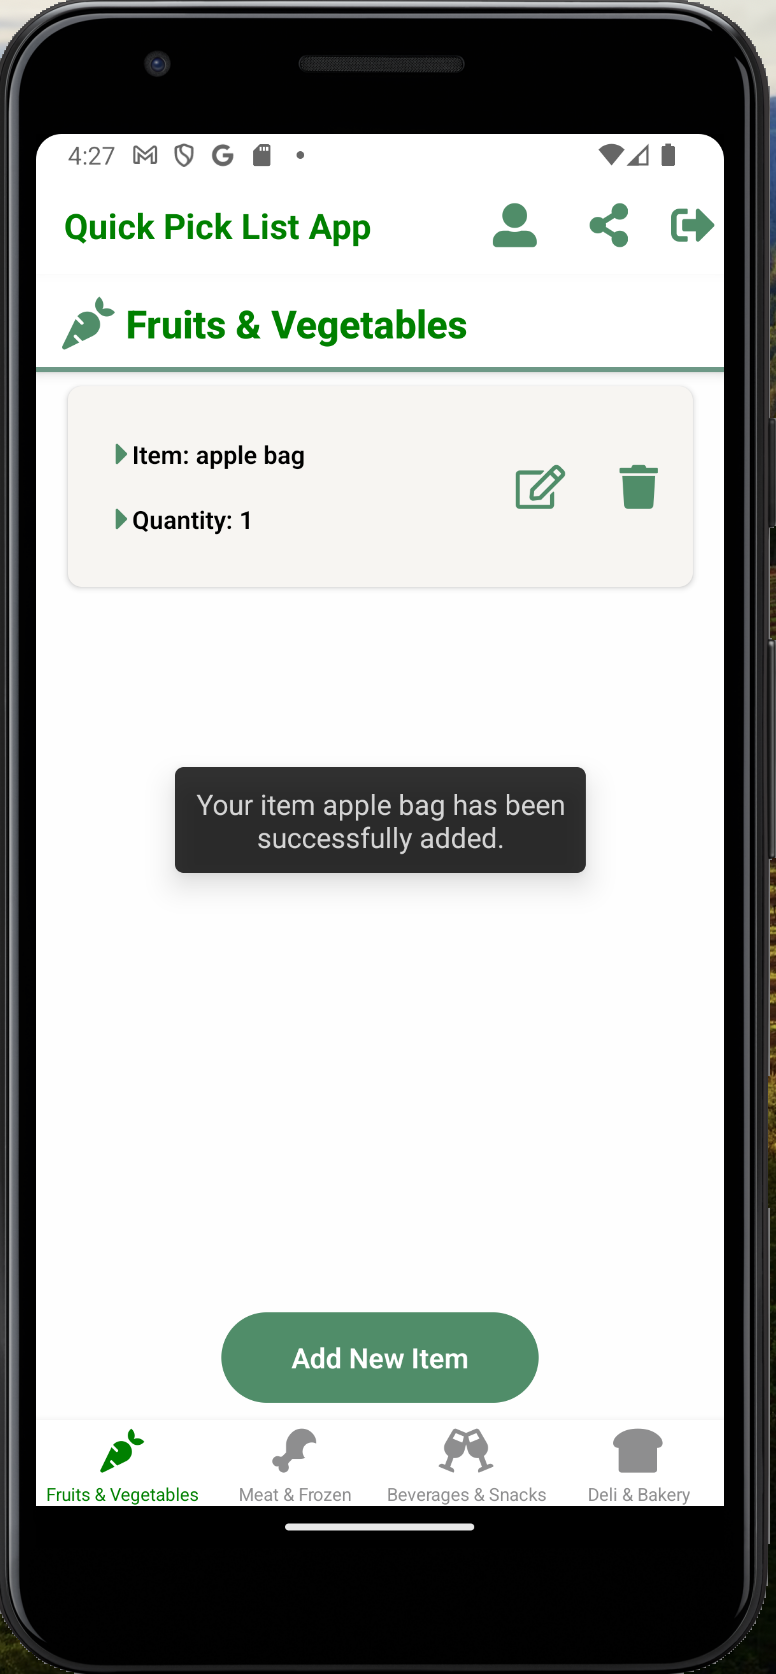 4:27
Quick Pick List App
Fruits & Vegetables
Item: apple bag
Quantity: 1
Your item apple bag has been
successfully added.
Add New Item
Fruits & Vegetables
Meat & Frozen
Beverages & Snacks
Deli & Bakery